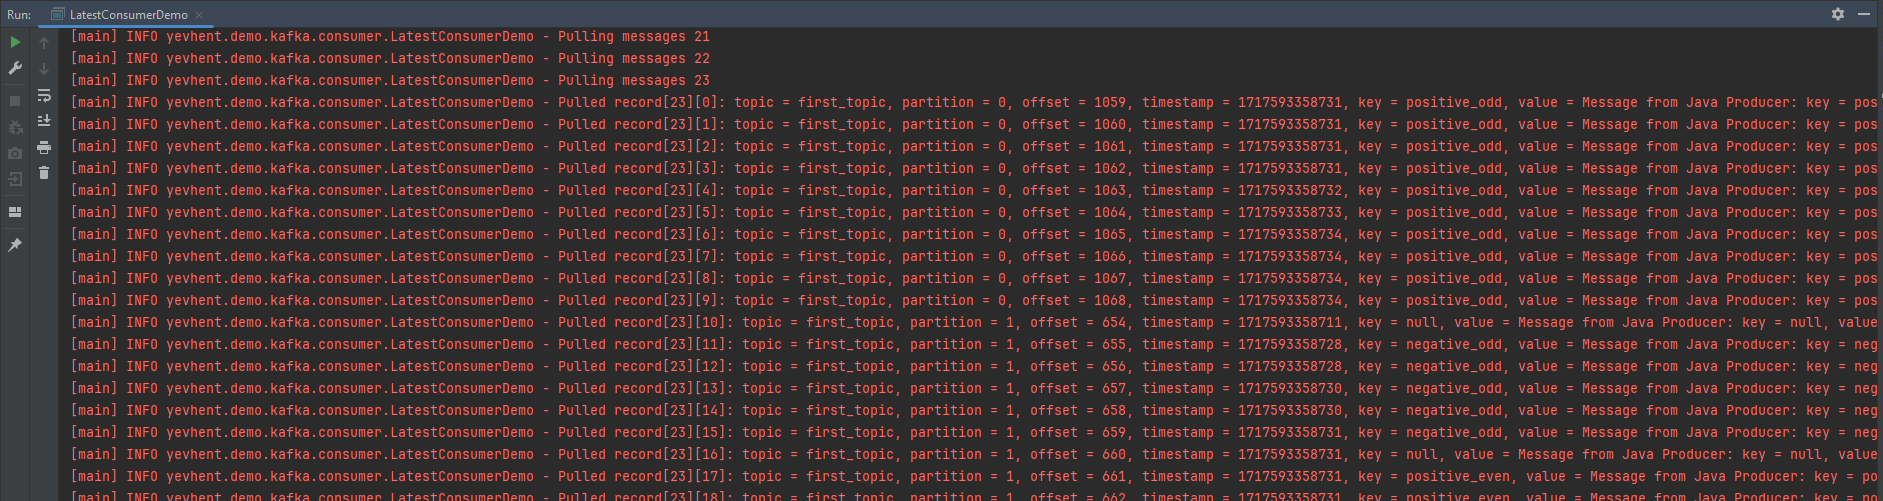 Run: LatestConsumerDemo
[main] INFO yevhent.demo.kafka.consumer.LatestConsumerDemo - Pulling messages 21
[main] INFO yevhent.demo.kafka.consumer.LatestConsumerDemo - Pulling messages 22
[main] INFO yevhent.demo.kafka.consumer.LatestConsumerDemo - Pulling messages 23
[main] INFO yevhent.demo.kafka.consumer.LatestConsumerDemo - Pulled record[23][0]: topic = first_topic, partition = 0, offset = 1059, timestamp = 1717593358731, key = positive_odd, value = Message from Java Producer: key = pos
[main] INFO yevhent.demo.kafka.consumer.LatestConsumerDemo - Pulled record[23][1]: topic = first_topic, partition = 0, offset = 1060, timestamp = 1717593358731, key = positive_odd, value = Message from Java Producer: key = pos
[main] INFO yevhent.demo.kafka.consumer.LatestConsumerDemo - Pulled record[23][2]: topic = first_topic, partition = 0, offset = 1061, timestamp = 1717593358731, key = positive_odd, value = Message from Java Producer: key = pos
[main] INFO yevhent.demo.kafka.consumer.LatestConsumerDemo - Pulled record[23][3]: topic = first_topic, partition = 0, offset = 1062, timestamp = 1717593358731, key = positive_odd, value = Message from Java Producer: key = pos
[main] INFO yevhent.demo.kafka.consumer.LatestConsumerDemo - Pulled record[23][4]: topic = first_topic, partition = 0, offset = 1063, timestamp = 1717593358732, key = positive_odd, value = Message from Java Producer: key = pos
[main] INFO yevhent.demo.kafka.consumer.LatestConsumerDemo - Pulled record[23][5]: topic = first_topic, partition = 0, offset = 1064, timestamp = 1717593358733, key = positive_odd, value = Message from Java Producer: key = pos
[main] INFO yevhent.demo.kafka.consumer.LatestConsumerDemo - Pulled record[23][6]: topic = first_topic, partition = 0, offset = 1065, timestamp = 1717593358734, key = positive_odd, value = Message from Java Producer: key = pos
[main] INFO yevhent.demo.kafka.consumer.LatestConsumerDemo - Pulled record[23][7]: topic = first_topic, partition = 0, offset = 1066, timestamp = 1717593358734, key = positive_odd, value = Message from Java Producer: key = pos
[main] INFO yevhent.demo.kafka.consumer.LatestConsumerDemo - Pulled record[23][8]: topic = first_topic, partition = 0, offset = 1067, timestamp = 1717593358734, key = positive_odd, value = Message from Java Producer: key = pos
[main] INFO yevhent.demo.kafka.consumer.LatestConsumerDemo - Pulled record[23][9]: topic = first_topic, partition = 0, offset = 1068, timestamp = 1717593358734, key = positive_odd, value = Message from Java Producer: key = pos
[main] INFO yevhent.demo.kafka.consumer.LatestConsumerDemo - Pulled record[23][10]: topic = first_topic, partition = 1, offset = 654, timestamp = 1717593358711, key = null, value = Message from Java Producer: key = null, value
[main] INFO yevhent.demo.kafka.consumer.LatestConsumerDemo - Pulled record[23][11]: topic = first_topic, partition = 1, offset = 655, timestamp = 1717593358728, key = negative_odd, value = Message from Java Producer: key = neg
[main] INFO yevhent.demo.kafka.consumer.LatestConsumerDemo - Pulled record[23][12]: topic = first_topic, partition = 1, offset = 656, timestamp = 1717593358728, key = negative_odd, value = Message from Java Producer: key = neg
[main] INFO yevhent.demo.kafka.consumer.LatestConsumerDemo - Pulled record[23][13]: topic = first_topic, partition = 1, offset = 657, timestamp = 1717593358730, key = negative_odd, value = Message from Java Producer: key = neg
[main] INFO yevhent.demo.kafka.consumer.LatestConsumerDemo - Pulled record[23][14]: topic = first_topic, partition = 1, offset = 658, timestamp = 1717593358730, key = negative_odd, value = Message from Java Producer: key = neg
[main] INFO yevhent.demo.kafka.consumer.LatestConsumerDemo - Pulled record[23][15]: topic = first_topic, partition = 1, offset = 659, timestamp = 1717593358731, key = negative_odd, value = Message from Java Producer: key = neg
[main] INFO yevhent.demo.kafka.consumer.LatestConsumerDemo - Pulled record[23][16]: topic = first_topic, partition = 1, offset = 660, timestamp = 1717593358731, key = null, value = Message from Java Producer: key = null, value
[main] INFO yevhent.demo.kafka.consumer.LatestConsumerDemo - Pulled record[23][17]: topic = first_topic, partition = 1, offset = 661, timestamp = 1717593358731, key = positive_even, value = Message from Java Producer: key = po
[main] INFO yevhent.demo.kafka.consumer.LatestConsumerDemo - Pulled record[23][18]: topic = first_topic, partition = 1, offset = 662, timestamp = 1717593358731, key = positive_even, value = Message from Java Producer: key = po